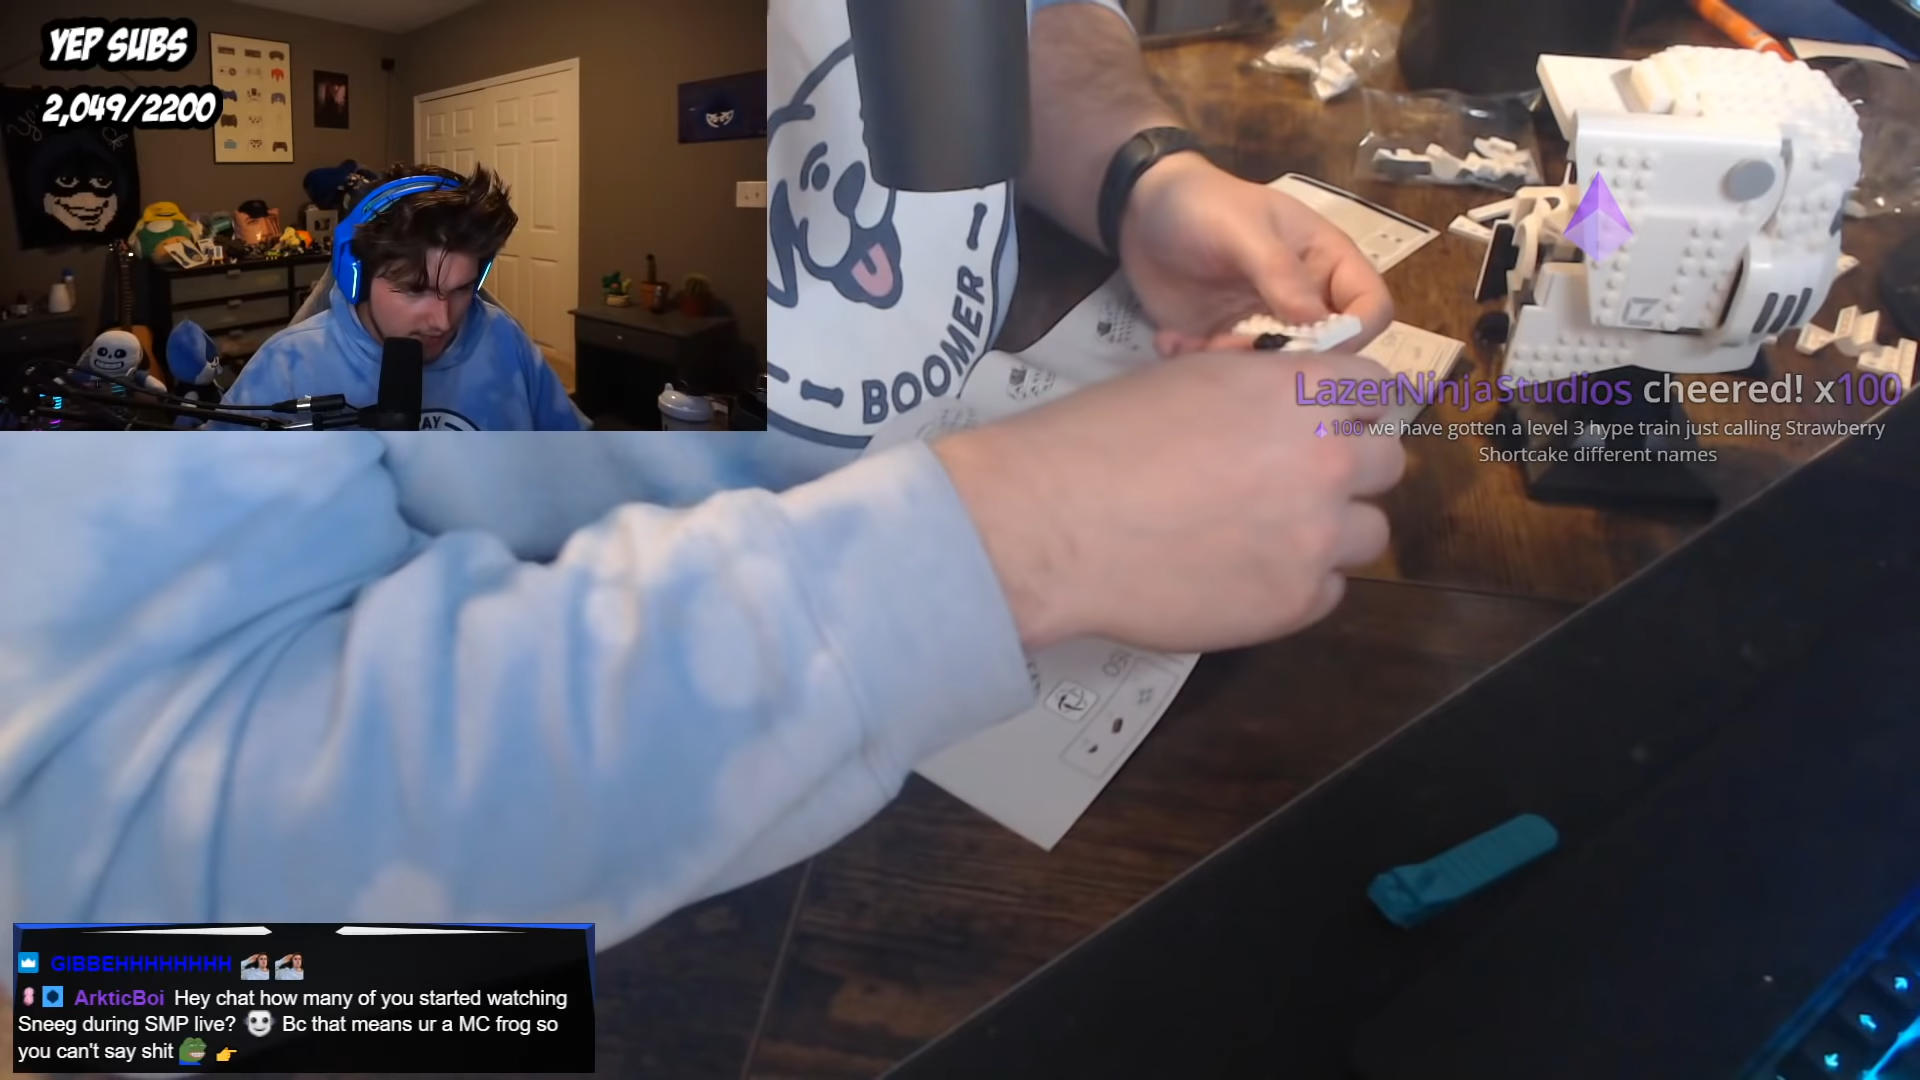 YEP SUBS
2,049/2200
BOOMER
AY
LazerNinjaStudios cheered! x100
100 we have gotten a level 3 hype train just calling Strawberry
Shortcake different names
GIBBEHHHHHHHH
ArkticBoi Hey chat how many of you started watching
Sneeg during SMP live? Bc that means ur a MC frog so
you can't say shit